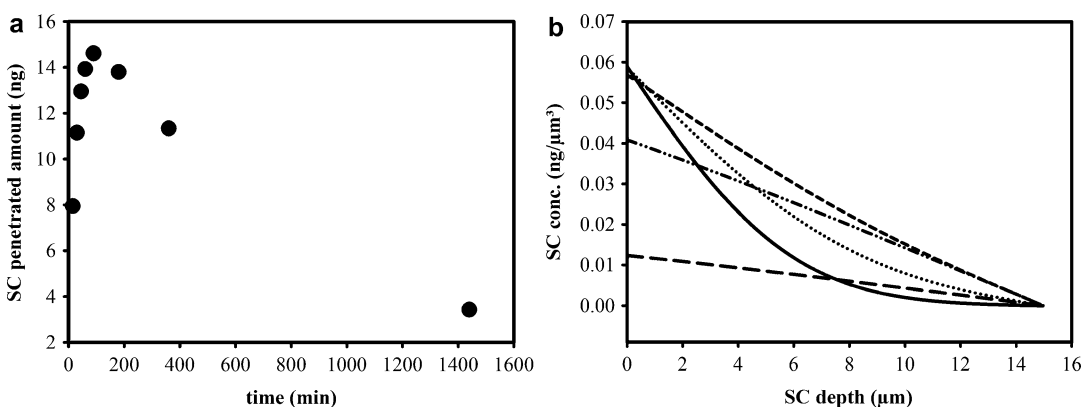 a
16
14
12
10
8
6
4
2
SC penetrated amount (ng)
0 200 400 600 800 1000 1200 1400 1600
time (min)
b
0.07
0.06
0.05
0.04
0.03
0.02
0.01
0.00
SC conc. (ng/µm³)
0 2 4 6 8 10 12 14 16
SC depth (µm)